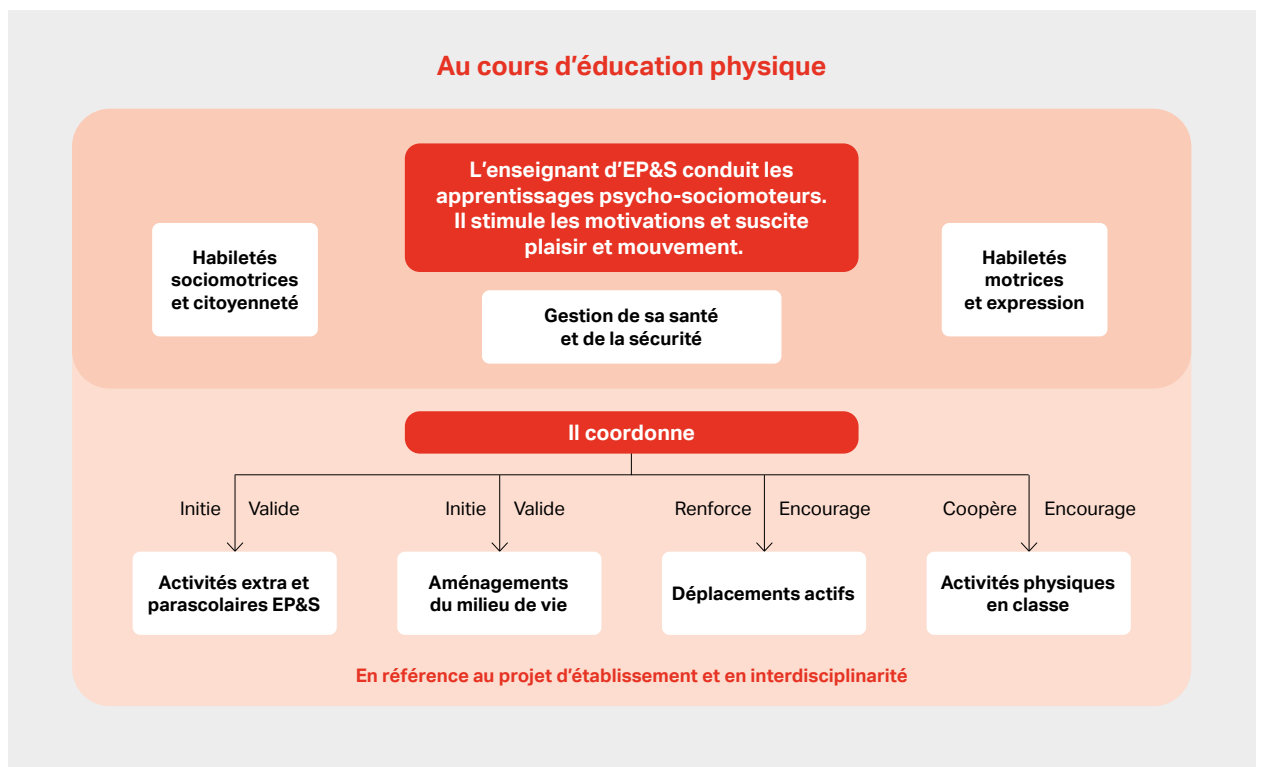 Au cours d'éducation physique
L'enseignant d'EP&S conduit les
apprentissages psycho-sociomoteurs.
Il stimule les motivations et suscite
plaisir et mouvement.
Habiletés
sociomotrices
et citoyenneté
Gestion de sa santé
et de la sécurité
Habiletés
motrices
et expression
Il coordonne
Initie Valide
Initie Valide
Renforce Encourage
Coopère Encourage
Activités extra et
parascolaires EP&S
Aménagements
du milieu de vie
Déplacements actifs
Activités physiques
en classe
En référence au projet d'établissement et en interdisciplinarité